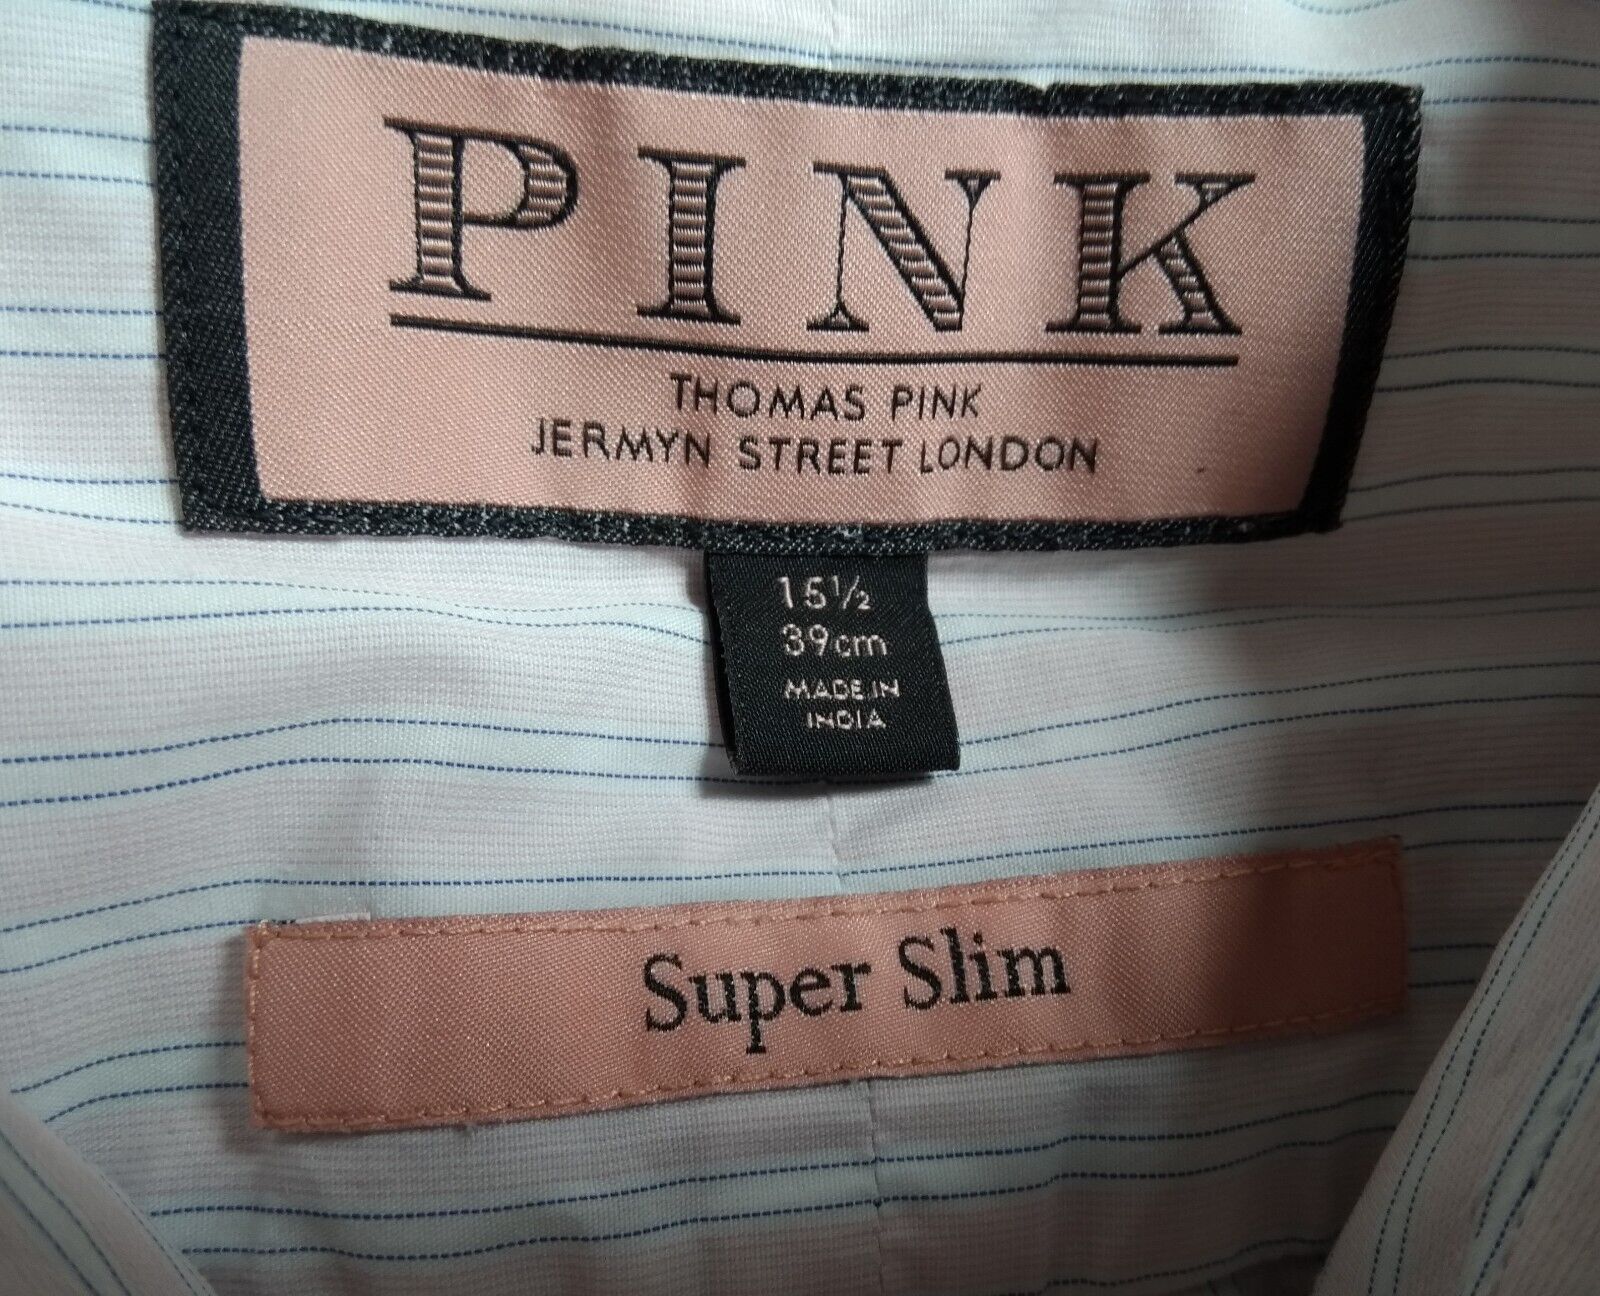 PINK
THOMAS PINK
JERMYN STREET LONDON
15½
39cm
MADE IN
INDIA
Super Slim